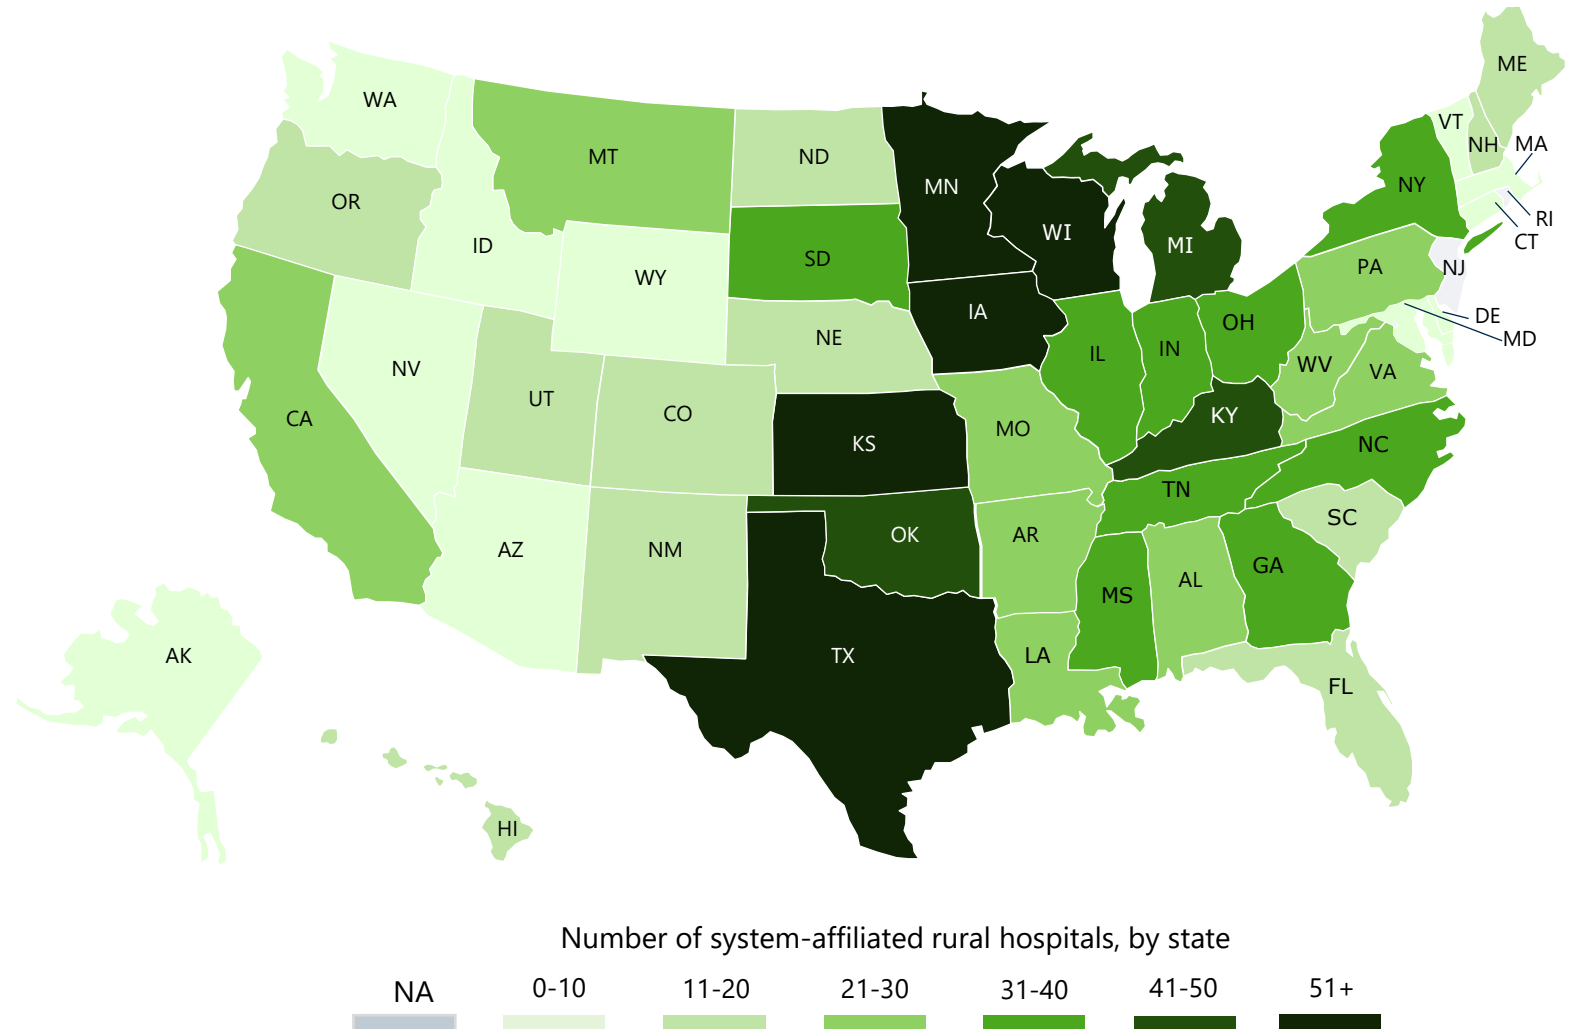 ME
WA
VT
NH
MA
MT
ND
MN
NY
OR
RI
WI
CT
ID
MI
SD
PA
NJ
WY
IA
DE
OH
MD
NE
IL
IN
WV
NV
VA
UT
CO
CA
KY
MO
KS
NC
TN
SC
AZ
NM
OK
AR
GA
AL
MS
AK
TX
LA
FL
HI
Number of system-affiliated rural hospitals, by state
NA 0-10 11-20 21-30 31-40 41-50 51+